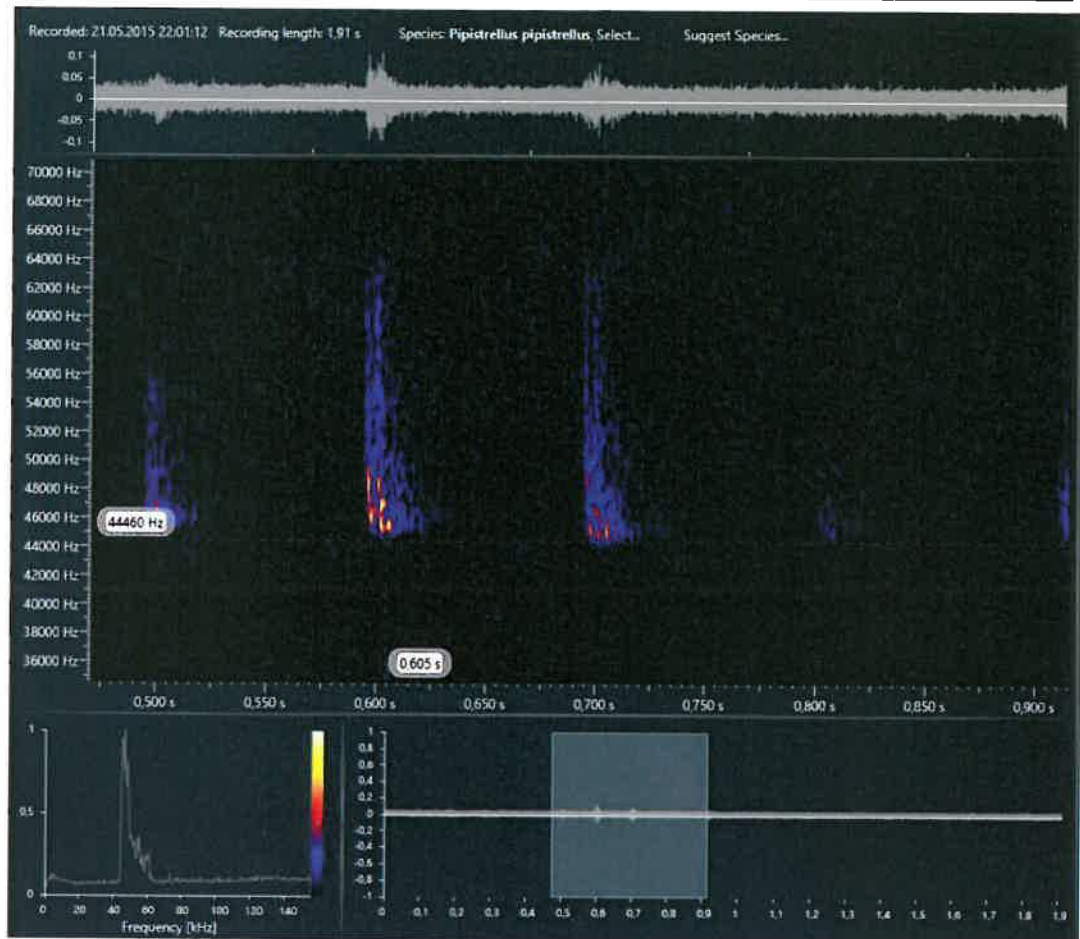 Recorded: 21.05.2015 22:01:12 Recording length: 1,91 s Species: Pipistrellus pipistrellus, Select... Suggest Species...
0.1
0.05
0
-0.05
-0.1
70000 Hz
68000 Hz
66000 Hz
64000 Hz
62000 Hz
60000 Hz
58000 Hz
56000 Hz
54000 Hz
52000 Hz
50000 Hz
48000 Hz
46000 Hz
44460 Hz
44000 Hz
42000 Hz
40000 Hz
38000 Hz
36000 Hz
0.605 s
0,500 s 0,550 s 0,600 s 0,650 s 0,700 s 0,750 s 0,800 s 0,850 s 0,900 s
1
0.5
0
0 20 40 60 80 100 120 140
Frequency [kHz]
1
0,8
0,6
0,4
0,2
0
-0,2
-0,4
-0,6
-0,8
-1
0 0,1 0,2 0,3 0,4 0,5 0,6 0,7 0,8 0,9 1 1,1 1,2 1,3 1,4 1,5 1,6 1,7 1,8 1,9